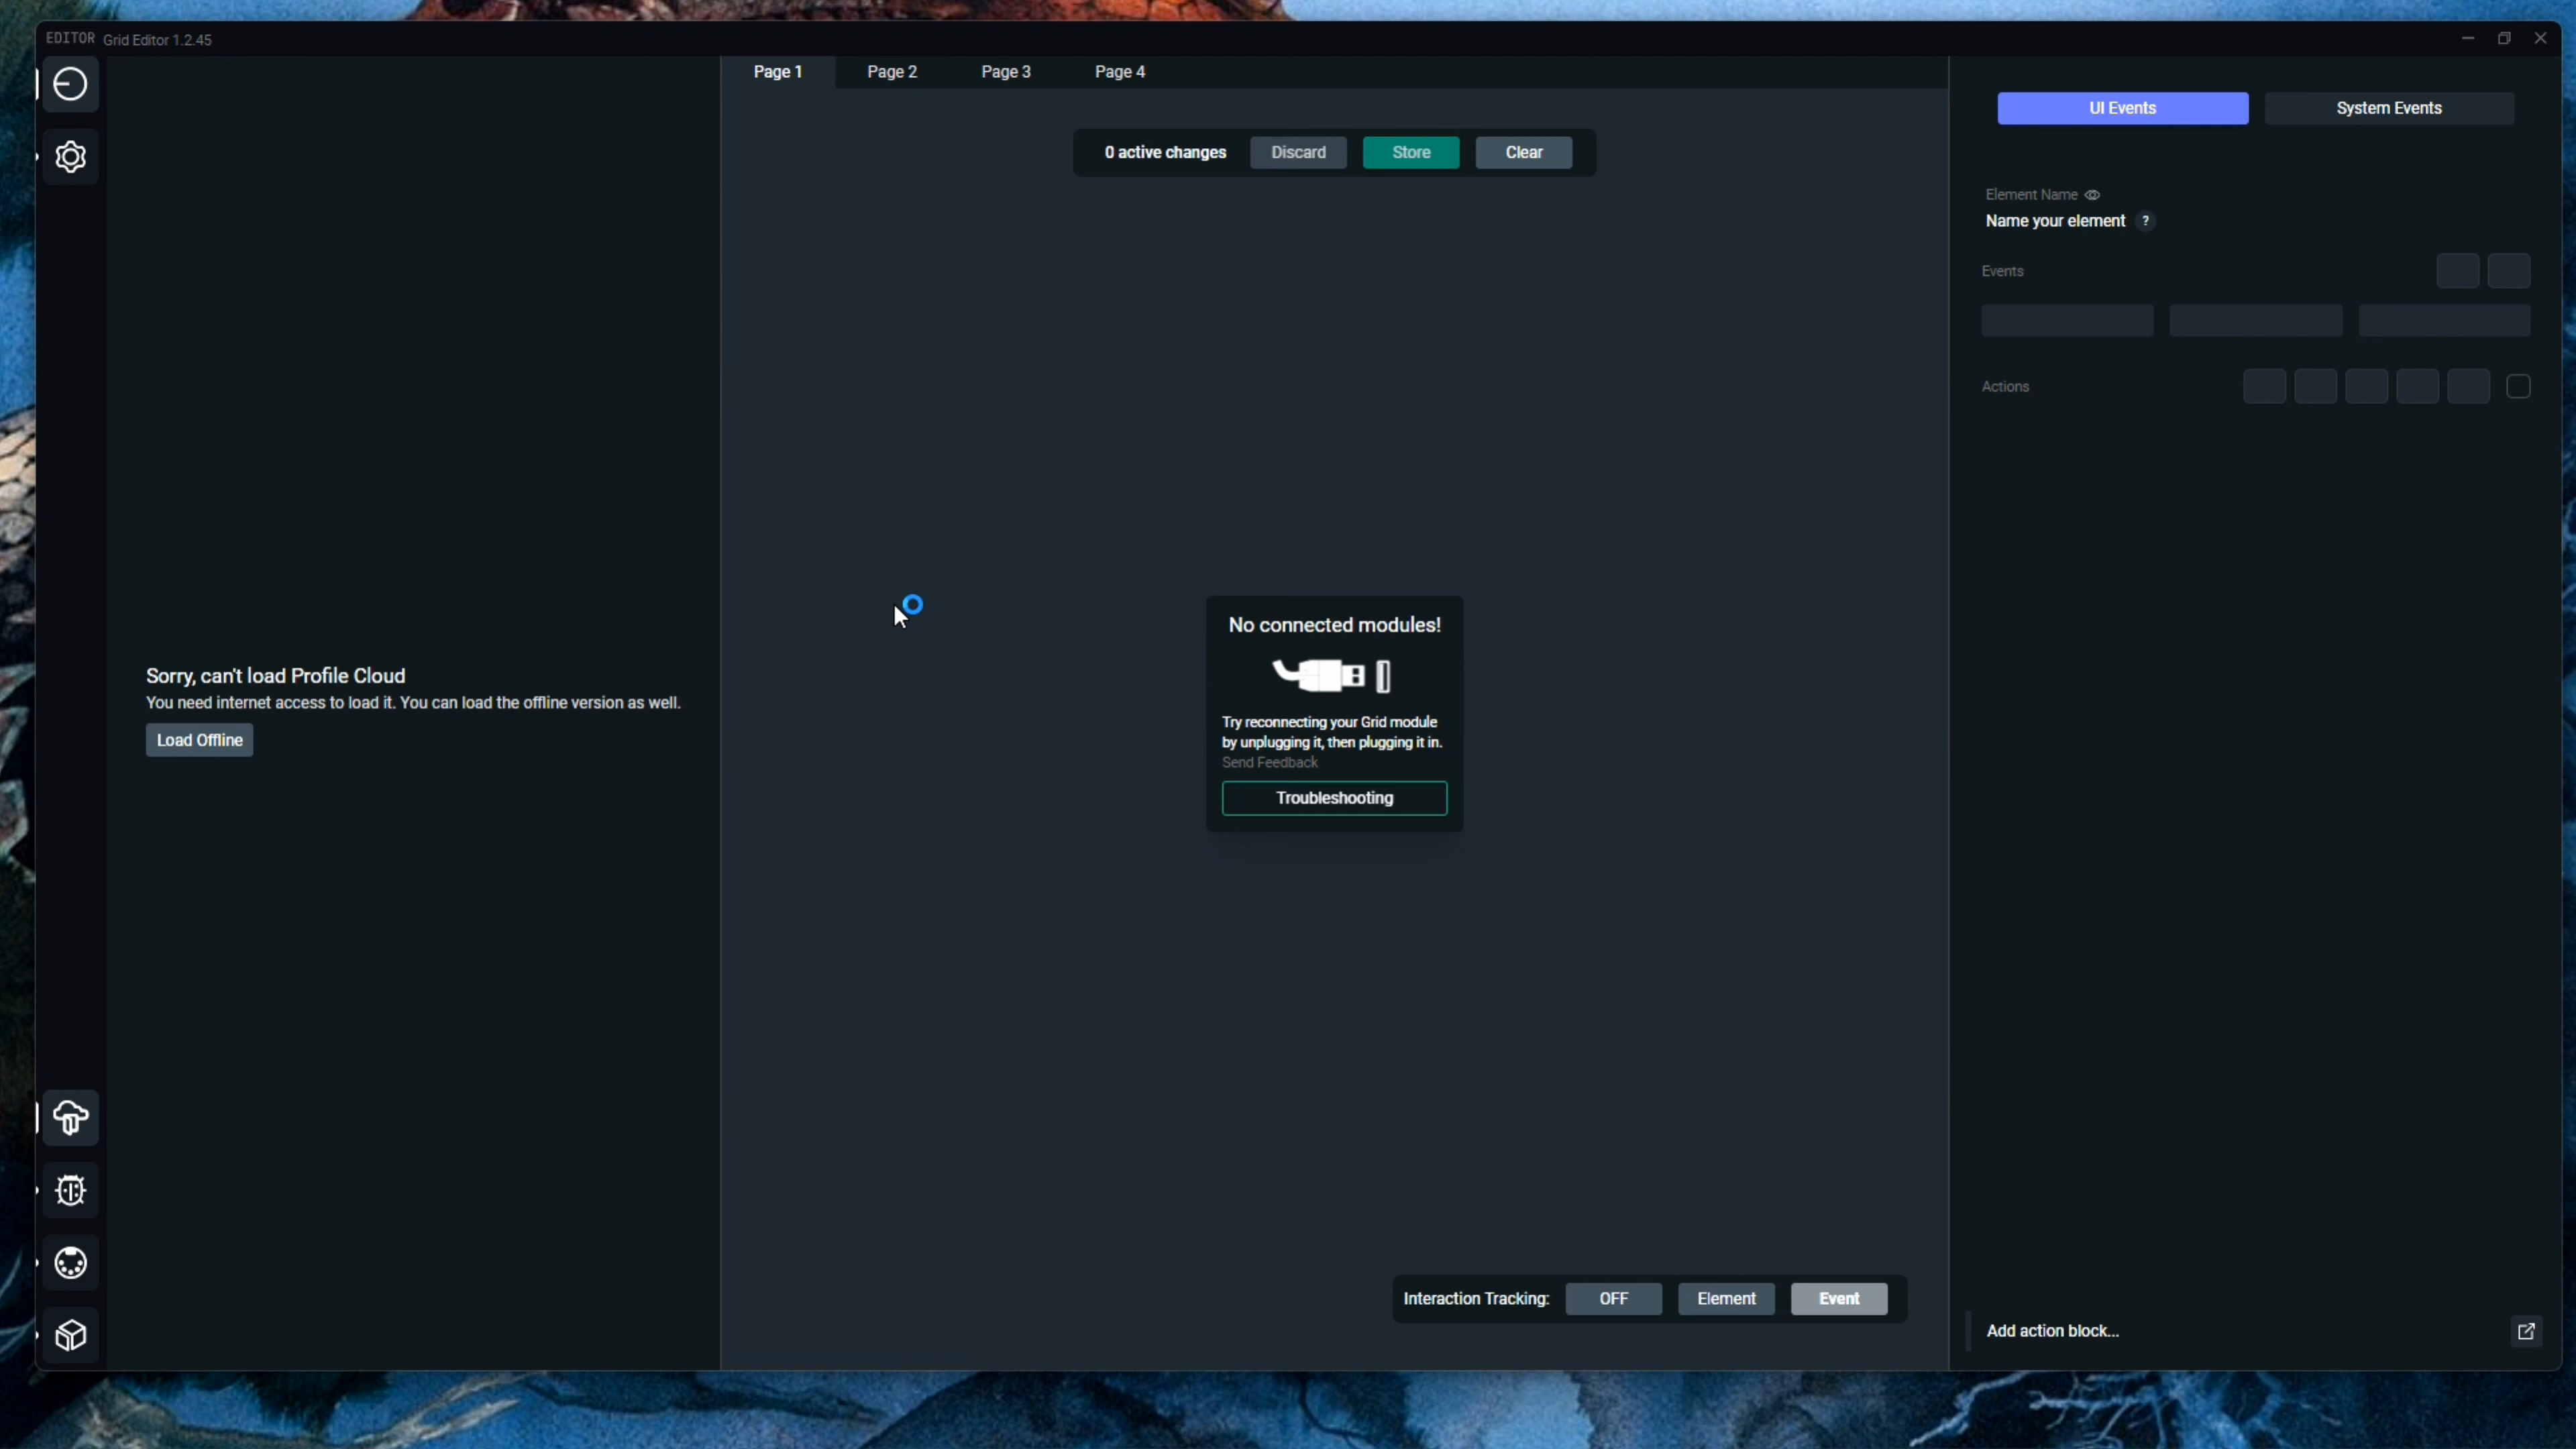 EDITOR Grid Editor 1.2.45
Page 1
Page 2
Page 3
Page 4
UI Events
System Events
0 active changes
Discard
Store
Clear
Element Name
Name your element ?
Events
Actions
No connected modules!
Try reconnecting your Grid module
by unplugging it, then plugging it in.
Send Feedback
Troubleshooting
Sorry, can't load Profile Cloud
You need internet access to load it. You can load the offline version as well.
Load Offline
Interaction Tracking:
OFF
Element
Event
Add action block...